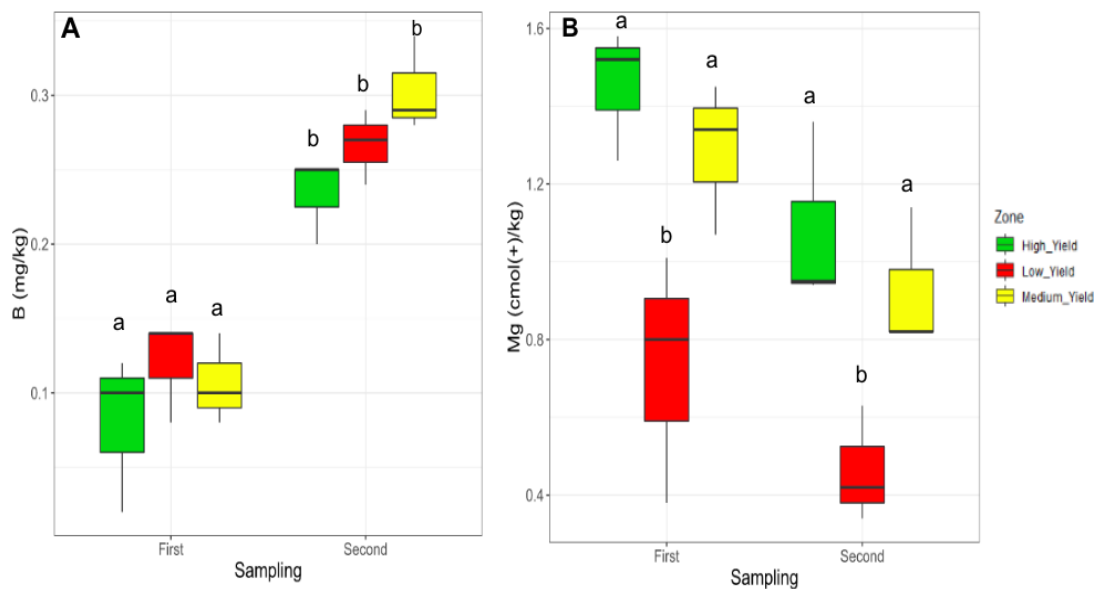 A
B (mg/kg)
0.3
0.2
0.1
a
a
a
b
b
b
First
Second
Sampling
B
Mg (cmol(+)/kg)
1.6
1.2
0.8
0.4
a
b
a
a
b
a
First
Second
Sampling
Zone
High_Yield
Low_Yield
Medium_Yield